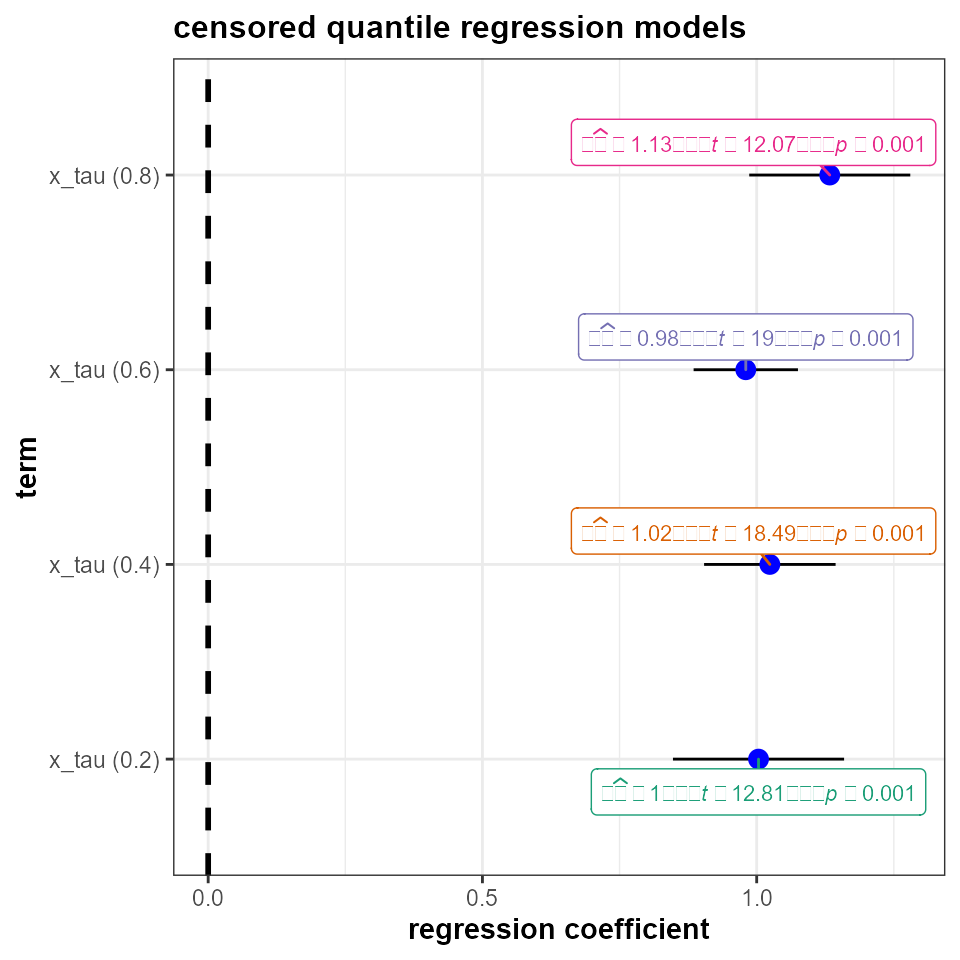 censored quantile regression models
x_tau (0.8)
□□̂ □ 1.13□□□t □ 12.07□□□p □ 0.001
x_tau (0.6)
□□̂ □ 0.98□□□t □ 19□□□p □ 0.001
term
x_tau (0.4)
□□̂ □ 1.02□□□t □ 18.49□□□p □ 0.001
x_tau (0.2)
□□̂ □ 1□□□t □ 12.81□□□p □ 0.001
0.0 0.5 1.0
regression coefficient